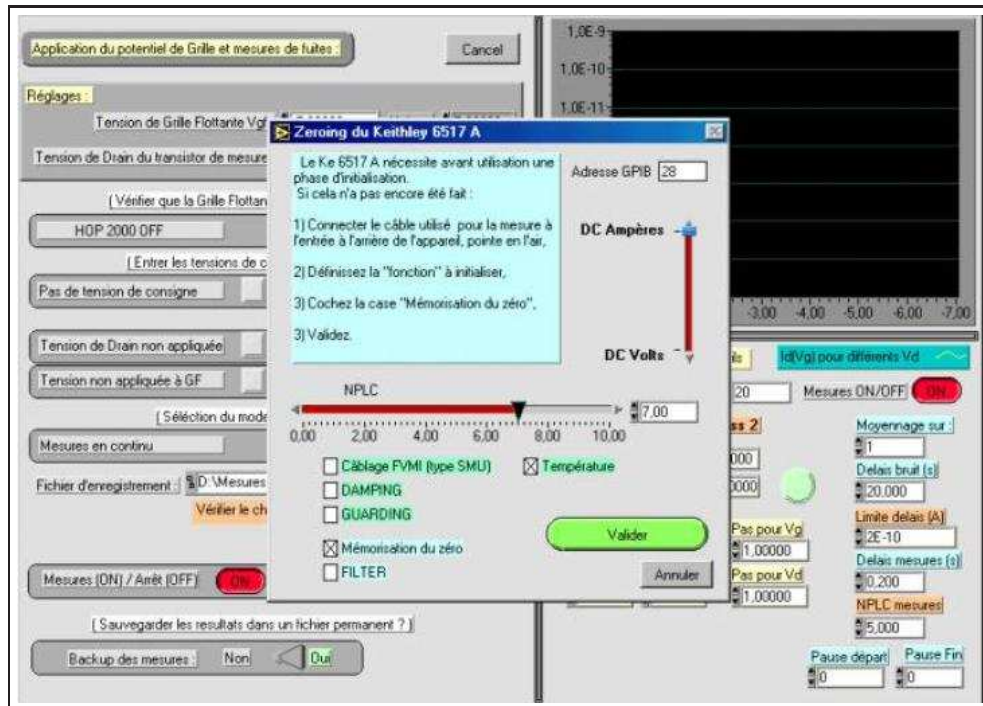 Application du potentiel de Grille et mesures de fuites :
Cancel
Réglages :
Tension de Grille Flottante Vgf
Tension de Drain du transistor de mesure
( Vérifier que la Grille Flottan
HOP 2000 OFF
[ Entrer les tensions de c
Pas de tension de consigne
Tension de Drain non appliquée
Tension non appliquée à GF
[ Séléction du mode
Mesures en continu
Fichier d'enregistrement :
D:\Mesures
Vérifier le ch
Mesures (ON) / Arrêt (OFF)
ON
[ Sauvegarder les resultats dans un fichier permanent ? ]
Backup des mesures :
Non
Oui
Zeroing du Keithley 6517 A
Le Ke 6517 A nécessite avant utilisation une
phase d'initialisation.
Si cela n'a pas encore été fait :
1) Connecter le câble utilisé pour la mesure à
l'entrée à l'arrière de l'appareil, pointe en l'air,
2) Définissez la "fonction" à initialiser,
3) Cochez la case "Mémorisation du zéro",
3) Validez.
Adresse GPIB
28
DC Ampères
DC Volts
NPLC
7,00
0,00 2,00 4,00 6,00 8,00 10,00
Câblage FVMI (type SMU)
Température
DAMPING
GUARDING
Mémorisation du zéro
FILTER
Valider
Annuler
1,0E-9
1,0E-10
1,0E-11
-3,00 -4,00 -5,00 -6,00 -7,00
Id(Vg) pour différents Vd
20
Mesures ON/OFF
ON
ss 2
Moyennage sur :
1
000
Delais bruit (s)
0000
20,000
Limite delais (A)
2E-10
Pas pour Vg
1,00000
Delais mesures (s)
0,200
Pas pour Vd
1,00000
NPLC mesures
5,000
Pause départ
Pause Fin
0
0